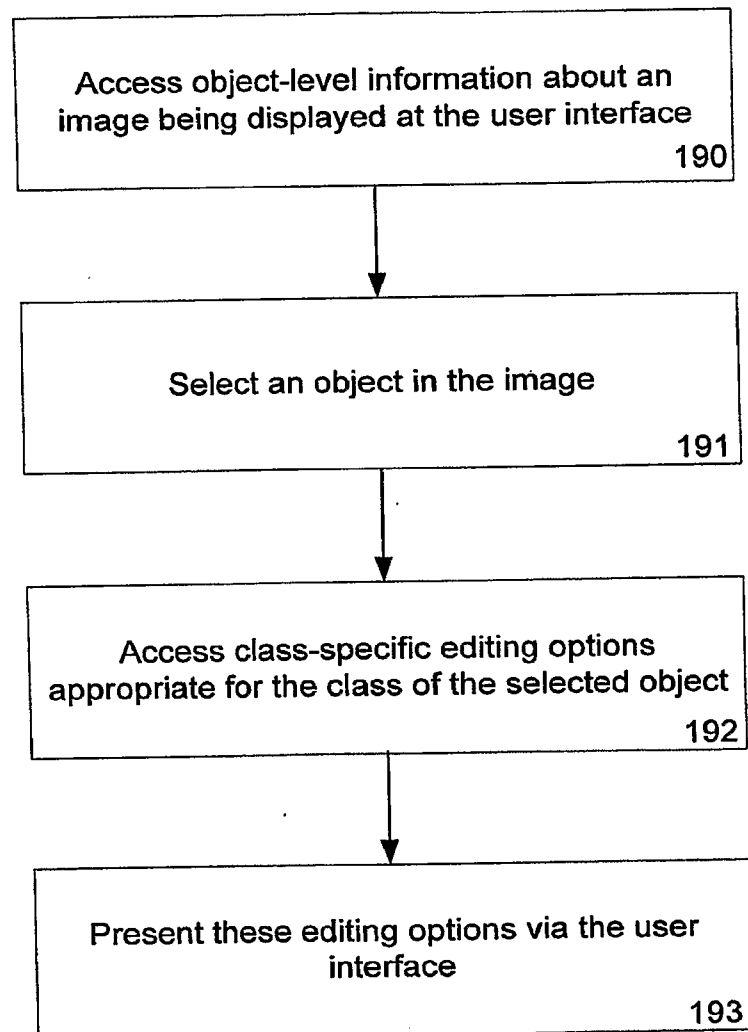 Access object-level information about an
image being displayed at the user interface
190
Select an object in the image
191
Access class-specific editing options
appropriate for the class of the selected object
192
Present these editing options via the user
interface
193